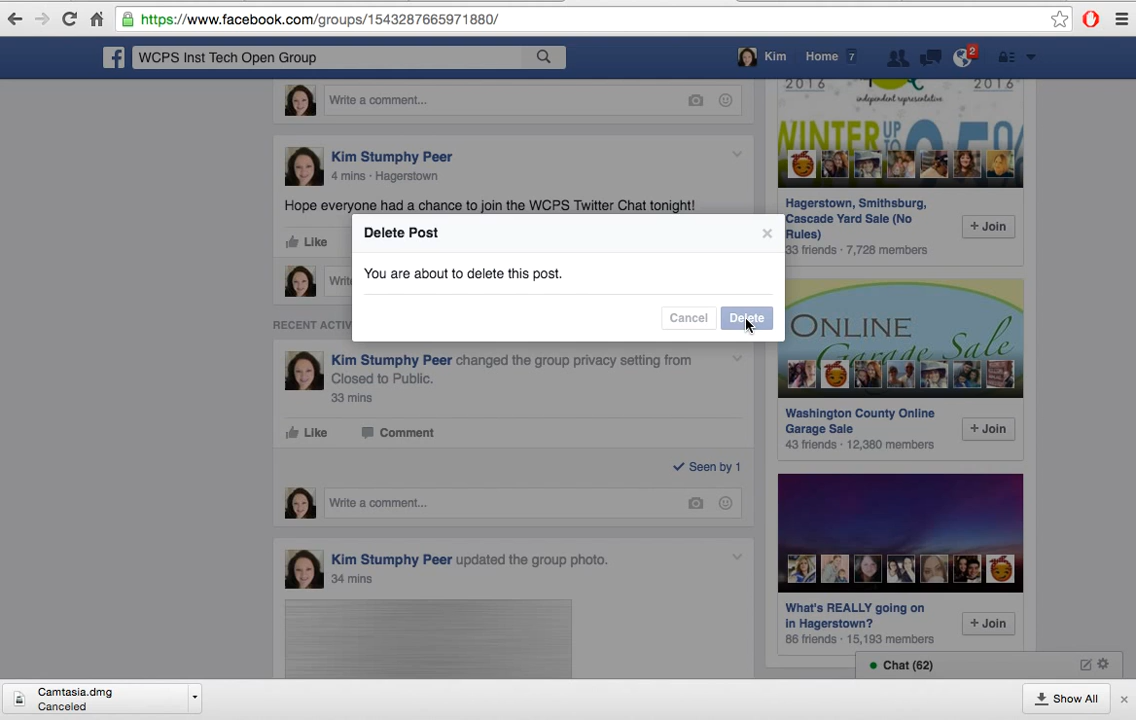 https://www.facebook.com/groups/1543287665971880/
WCPS Inst Tech Open Group
Kim
Home 7
2
Write a comment...
Kim Stumphy Peer
4 mins · Hagerstown
Hope everyone had a chance to join the WCPS Twitter Chat tonight!
Like
Delete Post
You are about to delete this post.
Cancel
Delete
RECENT ACTIV
Kim Stumphy Peer changed the group privacy setting from
Closed to Public.
33 mins
Like
Comment
Seen by 1
Write a comment...
Kim Stumphy Peer updated the group photo.
34 mins
2016
2016
independent representative
WINTER UP TO
Hagerstown, Smithsburg,
Cascade Yard Sale (No
Rules)
33 friends · 7,728 members
+ Join
ONLINE
Garage Sale
Washington County Online
Garage Sale
43 friends · 12,380 members
+ Join
What's REALLY going on
in Hagerstown?
86 friends · 15,193 members
+ Join
Chat (62)
Camtasia.dmg
Canceled
Show All